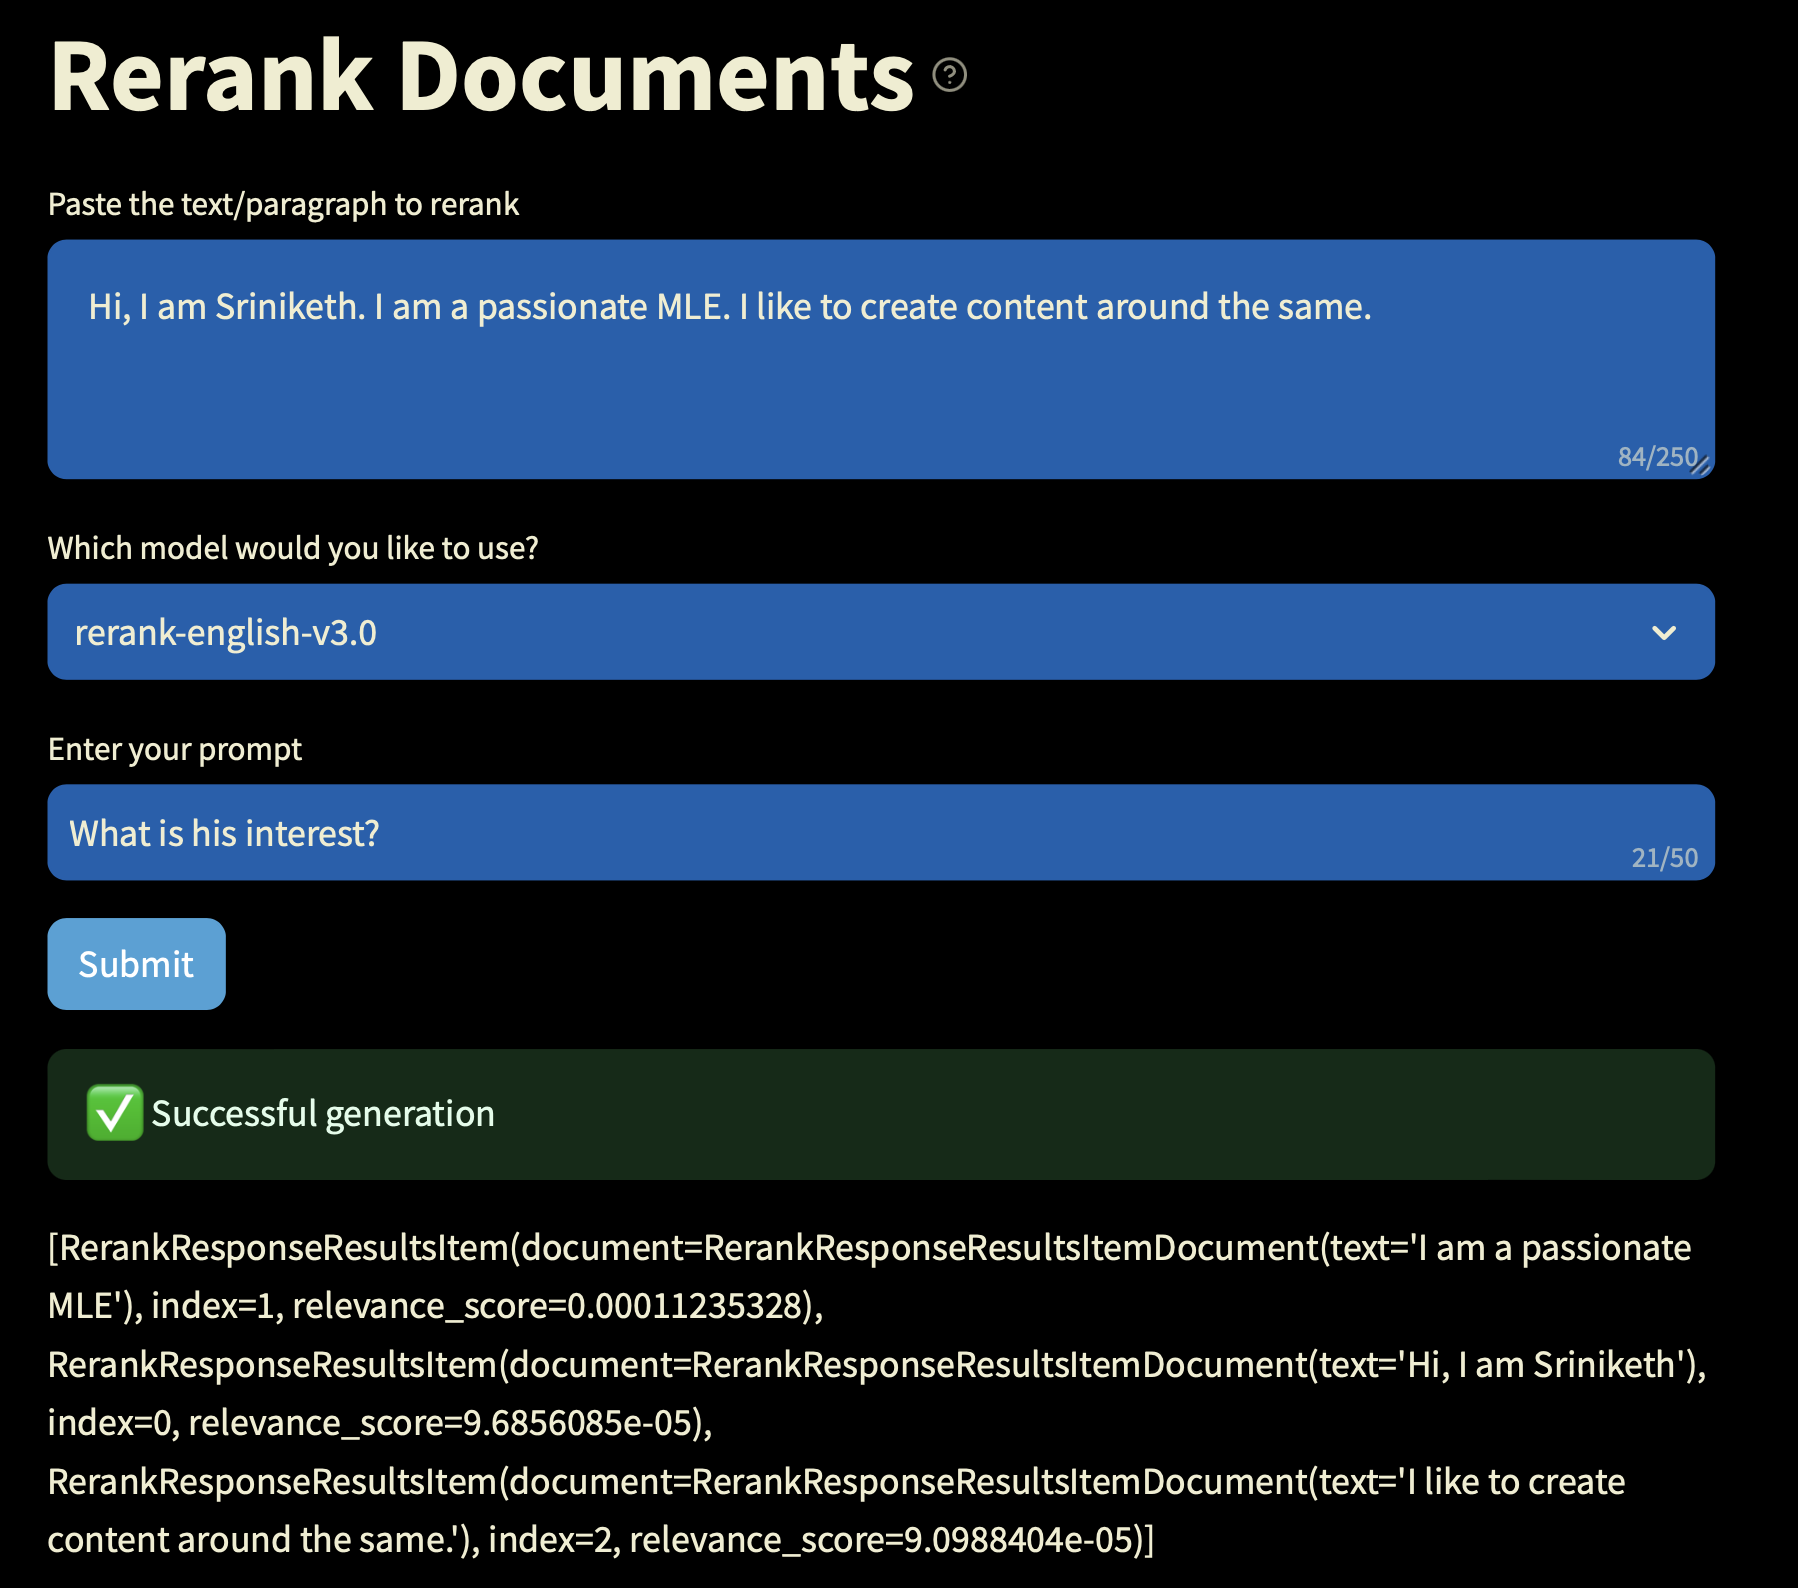 Rerank Documents
Paste the text/paragraph to rerank
Hi, I am Sriniketh. I am a passionate MLE. I like to create content around the same.
84/250
Which model would you like to use?
rerank-english-v3.0
Enter your prompt
What is his interest?
21/50
Submit
Successful generation
[RerankResponseResultsItem(document=RerankResponseResultsItemDocument(text='I am a passionate
MLE'), index=1, relevance_score=0.00011235328),
RerankResponseResultsItem(document=RerankResponseResultsItemDocument(text='Hi, I am Sriniketh'),
index=0, relevance_score=9.6856085e-05),
RerankResponseResultsItem(document=RerankResponseResultsItemDocument(text='I like to create
content around the same.'), index=2, relevance_score=9.0988404e-05)]